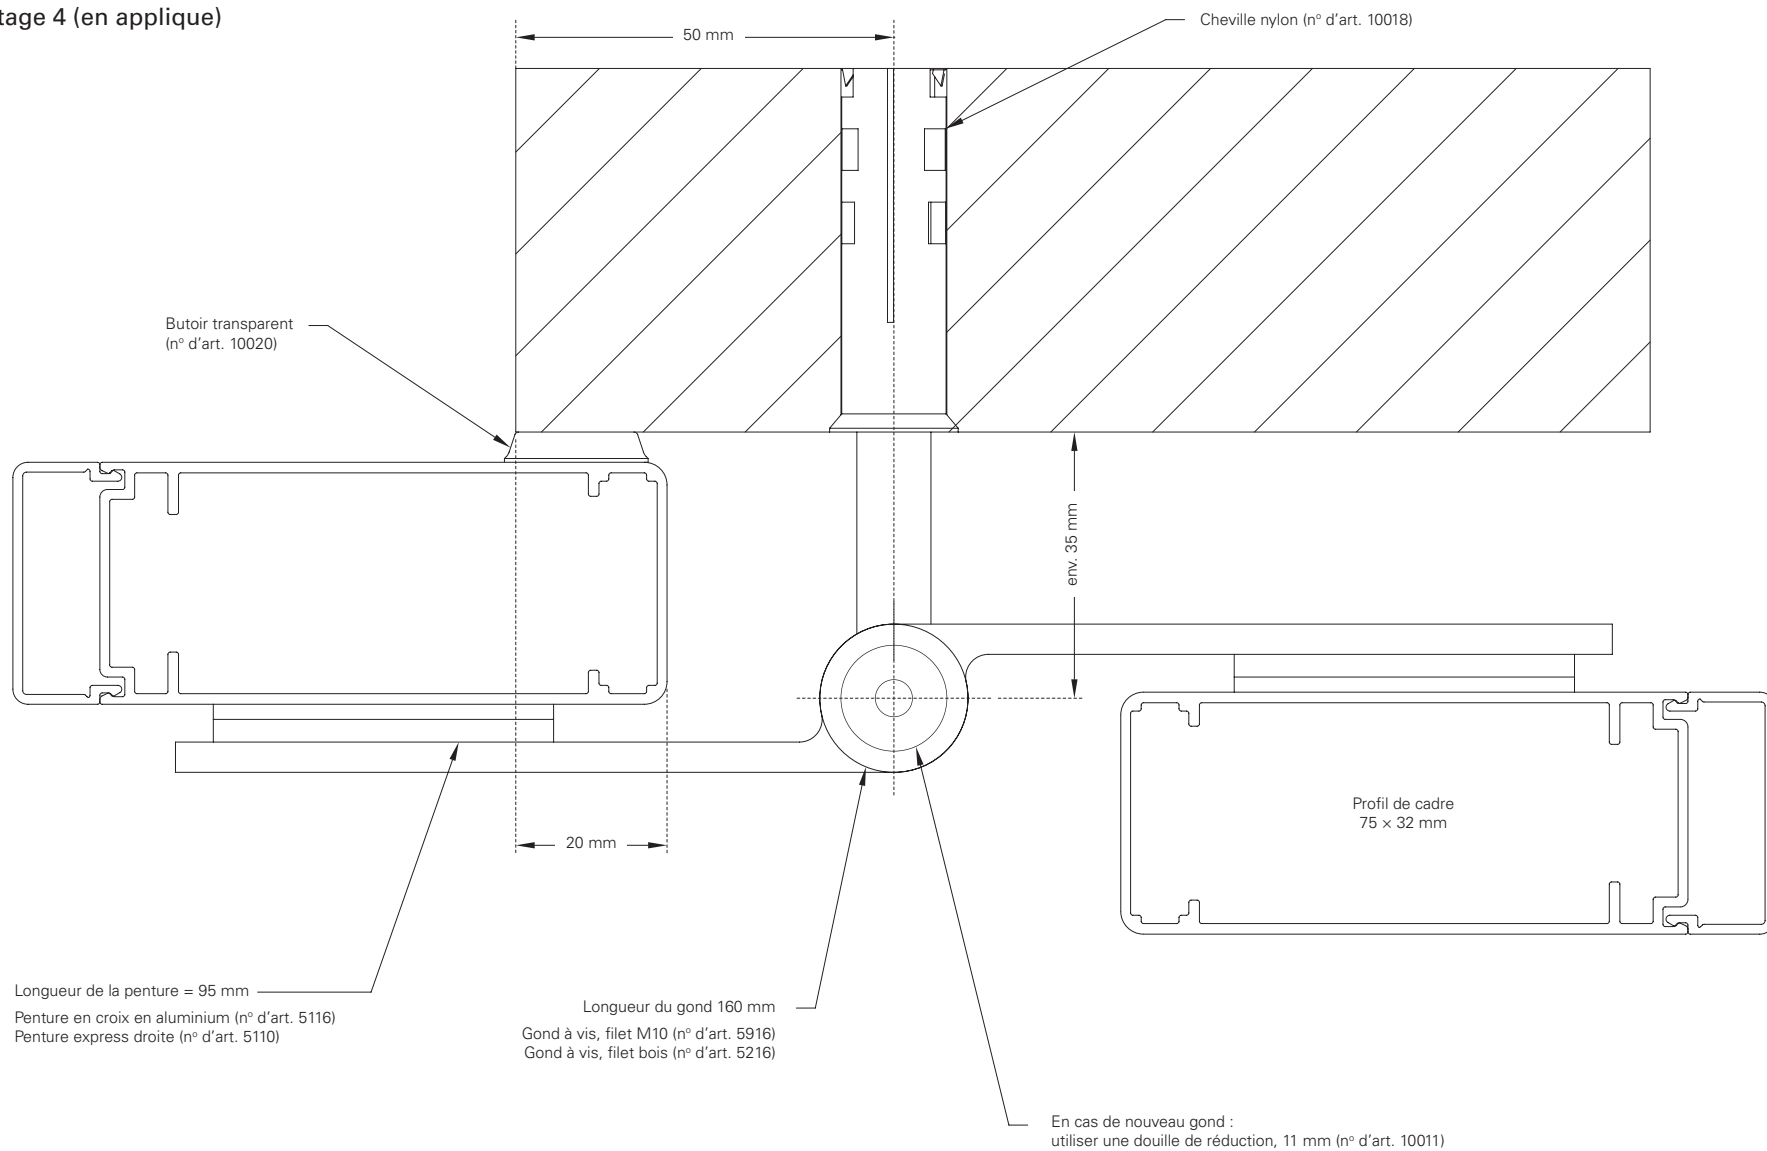 tage 4 (en applique)
50 mm
Cheville nylon (nº d'art. 10018)
Butoir transparent
(nº d'art. 10020)
env. 35 mm
Profil de cadre
75 × 32 mm
20 mm
Longueur de la penture = 95 mm
Penture en croix en aluminium (nº d'art. 5116)
Penture express droite (nº d'art. 5110)
Longueur du gond 160 mm
Gond à vis, filet M10 (nº d'art. 5916)
Gond à vis, filet bois (nº d'art. 5216)
En cas de nouveau gond :
utiliser une douille de réduction, 11 mm (nº d'art. 10011)